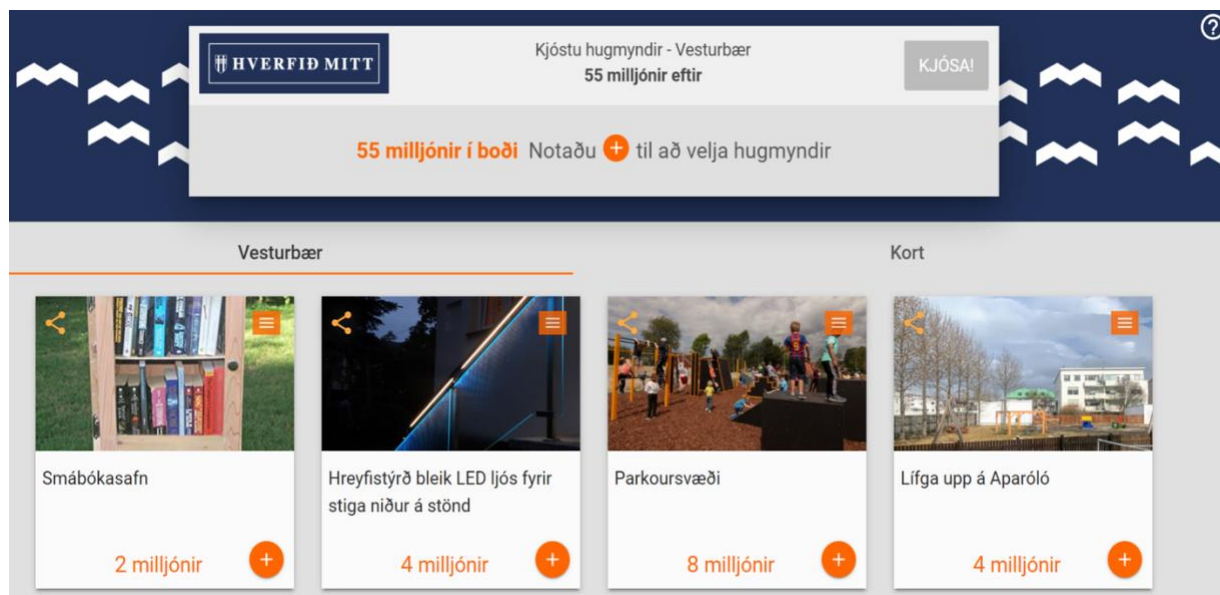 HVERFIÐ MITT
Kjóstu hugmyndir - Vesturbær
55 milljónir eftir
KJÓSA!
55 milljónir í boði Notaðu + til að velja hugmyndir
Vesturbær
Kort
Smábókasafn
2 milljónir
Hreyfistýrð bleik LED ljós fyrir
stiga niður á stönd
4 milljónir
Parkoursvæði
8 milljónir
Lífga upp á Aparóló
4 milljónir